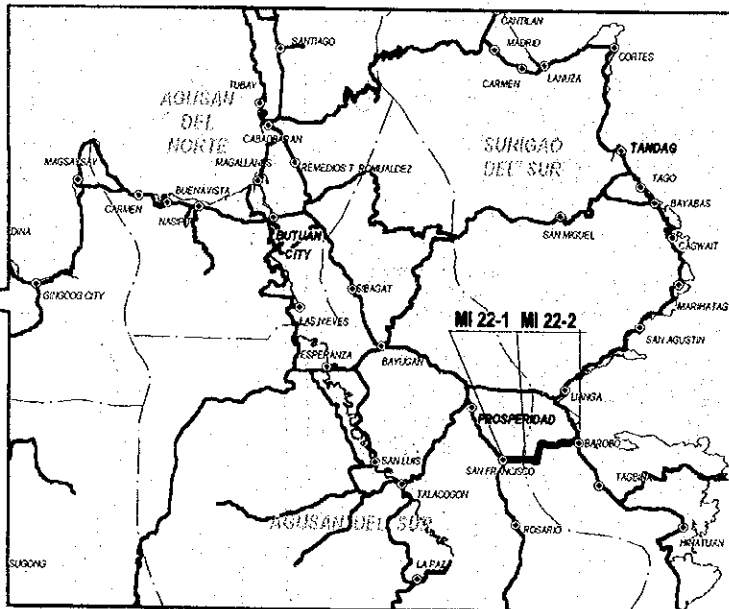 CANTILAN
SANTIAGO
MADRID
CARMEN
LANUZA
CORTES
TUBAY
AGUSAN
DEL
NORTE
CABADBARAN
SURIGAO
DEL SUR
TANDAG
MAGSAYSAY
MAGALLANES
REMEDIOS T. ROMUALDEZ
TAGO
BUENAVISTA
BAYABAS
CARMEN
NASIPIT
SAN MIGUEL
BUTUAN
CITY
CAGWAIT
EDINA
GINGOOG CITY
SIBAGAT
MARIHATAG
LAS NIEVES
MI 22-1 MI 22-2
SAN AGUSTIN
ESPERANZA
BAYUGAN
LIANGA
PROSPERIDAD
BAROBO
SAN LUIS
SAN FRANCISCO
TAGBINA
TALACOGON
AGUSAN DEL SUR
ROSARIO
HINATUAN
SUGONG
LA PAZ